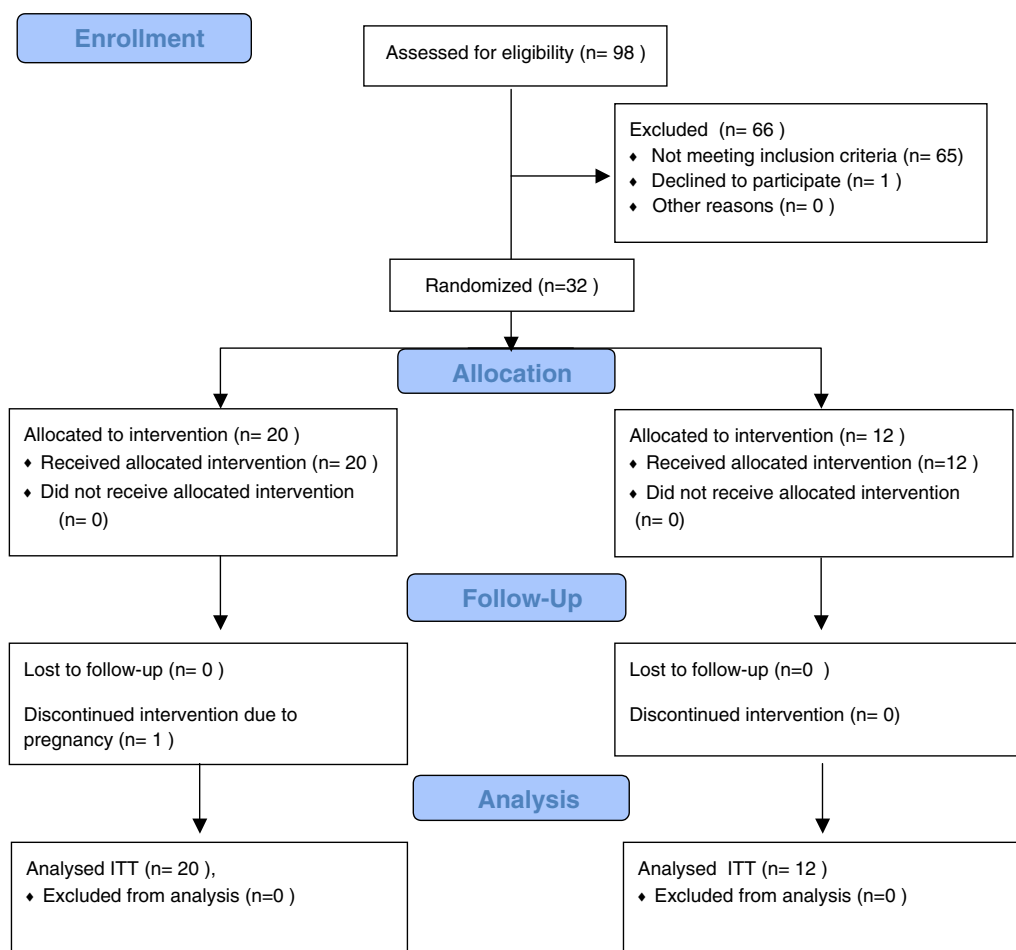 Enrollment
Assessed for eligibility (n= 98 )
Excluded (n= 66 )
♦ Not meeting inclusion criteria (n= 65)
♦ Declined to participate (n= 1 )
♦ Other reasons (n= 0 )
Randomized (n=32 )
Allocation
Allocated to intervention (n= 20 )
♦ Received allocated intervention (n= 20 )
♦ Did not receive allocated intervention
(n= 0)
Allocated to intervention (n= 12 )
♦ Received allocated intervention (n=12 )
♦ Did not receive allocated intervention
(n= 0)
Follow-Up
Lost to follow-up (n= 0 )
Discontinued intervention due to
pregnancy (n= 1 )
Lost to follow-up (n=0 )
Discontinued intervention (n= 0)
Analysis
Analysed ITT (n= 20 ),
♦ Excluded from analysis (n=0 )
Analysed ITT (n= 12 )
♦ Excluded from analysis (n=0 )